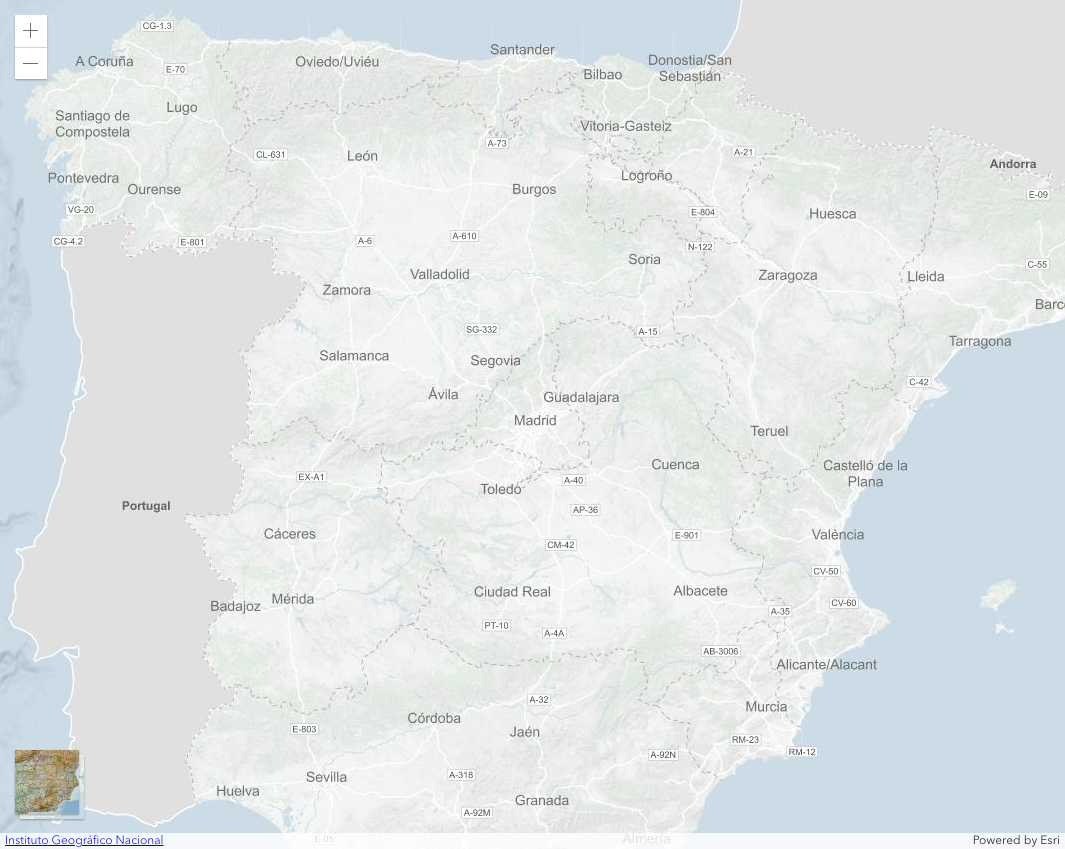 CG-1.3
A Coruña
E-70
Oviedo/Uviéu
Santander
Bilbao
Donostia/San
Sebastián
Lugo
Santiago de
Compostela
Vitoria-Gasteiz
A-73
CL-631
León
A-21
Andorra
Pontevedra
Ourense
Burgos
Logroño
E-09
VG-20
E-804
Huesca
CG-4.2
E-801
A-6
A-610
N-122
Soria
C-55
Valladolid
Zaragoza
Lleida
Zamora
Barc
SG-332
A-15
Tarragona
Salamanca
Segovia
Ávila
Guadalajara
C-42
Madrid
Teruel
Cuenca
Castelló de la
Plana
EX-A1
A-40
Toledo
Portugal
AP-36
Cáceres
E-901
València
CM-42
CV-50
Ciudad Real
Albacete
Badajoz
Mérida
CV-60
A-35
PT-10
A-4A
AB-3006
Alicante/Alacant
A-32
Murcia
Córdoba
E-803
Jaén
RM-23
RM-12
A-92N
Sevilla
A-318
Huelva
Granada
A-92M
E-05
Almería
Instituto Geográfico Nacional
Powered by Esri